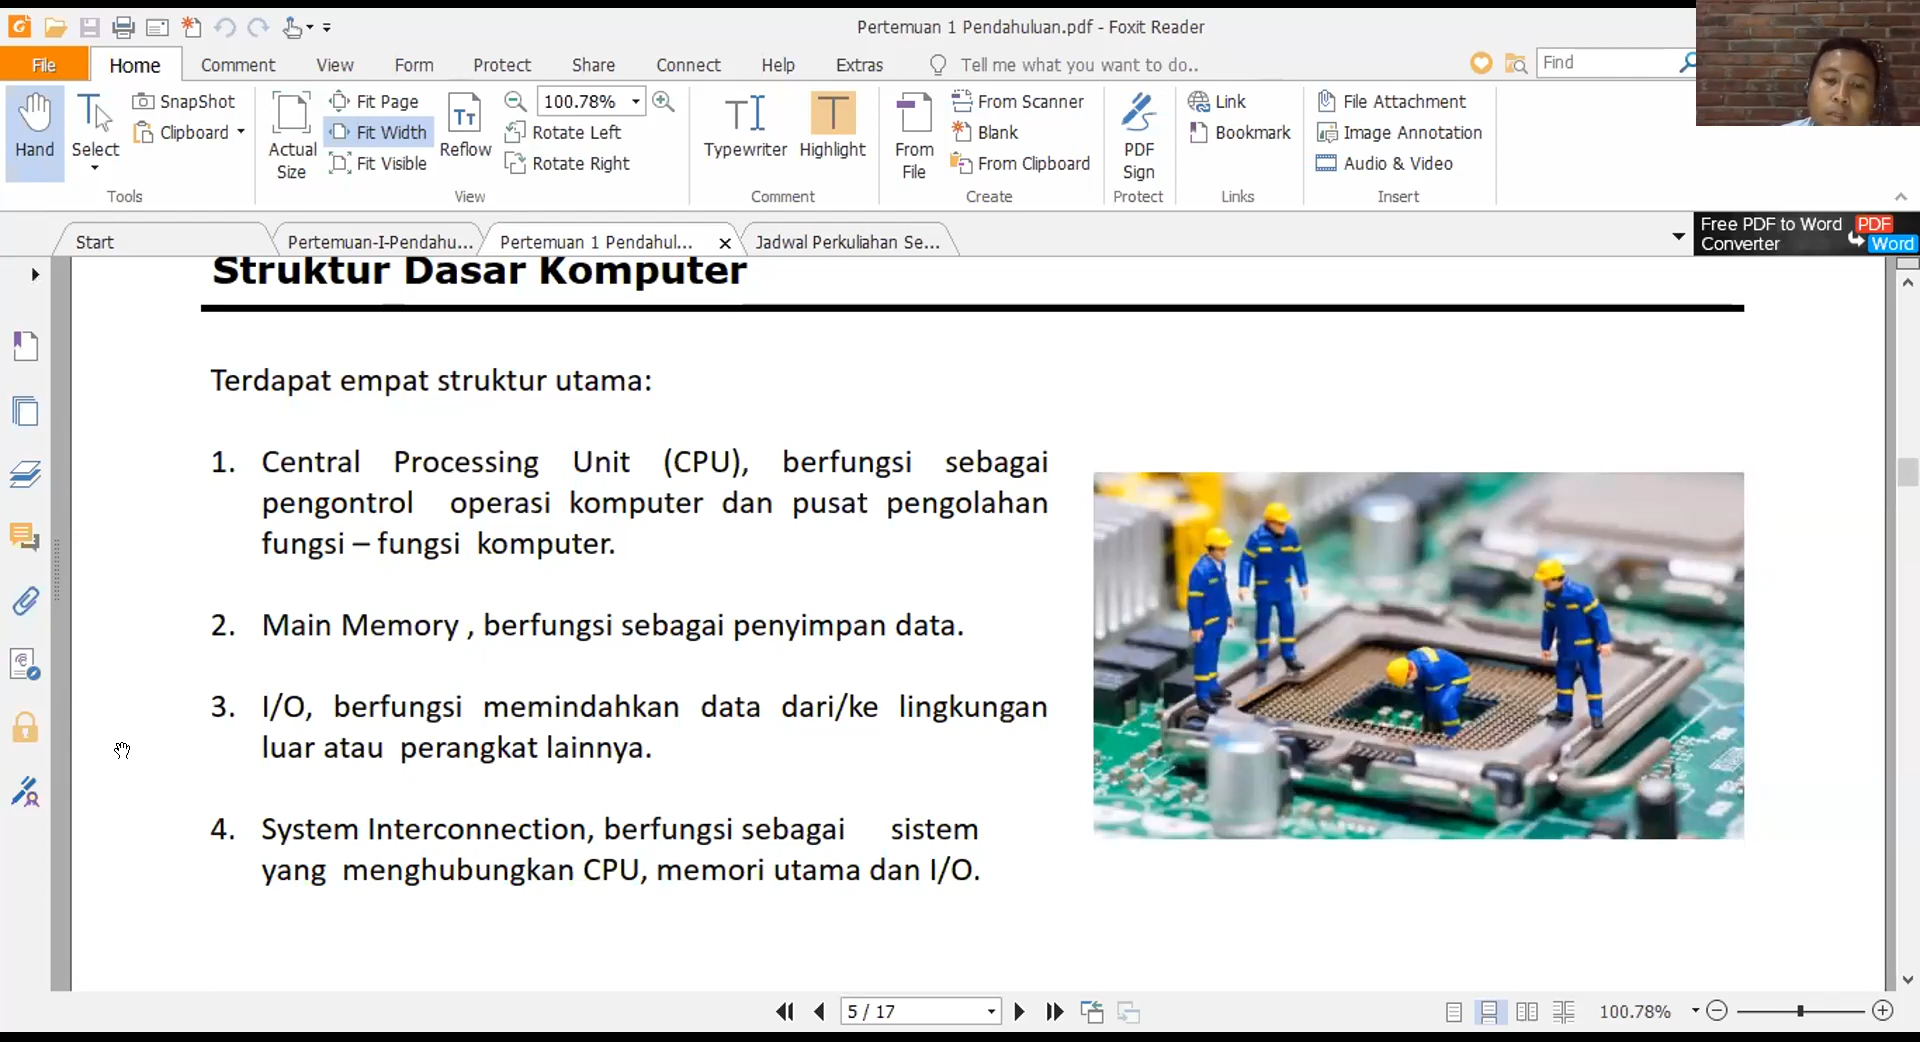 Pertemuan 1 Pendahuluan.pdf - Foxit Reader
File Home Comment View Form Protect Share Connect Help Extras Tell me what you want to do.. Find
Hand
Select
SnapShot
Clipboard
Tools
Actual Size
Fit Page
Fit Width
Fit Visible
Reflow
100.78%
Rotate Left
Rotate Right
View
Typewriter
Highlight
Comment
From File
From Scanner
Blank
From Clipboard
Create
PDF Sign
Protect
Link
Bookmark
Links
File Attachment
Image Annotation
Audio & Video
Insert
Start
Pertemuan-I-Pendahu...
Pertemuan 1 Pendahul...
Jadwal Perkuliahan Se...
Free PDF to Word PDF
Converter Word
Struktur Dasar Komputer
Terdapat empat struktur utama:
1. Central Processing Unit (CPU), berfungsi sebagai
pengontrol operasi komputer dan pusat pengolahan
fungsi – fungsi komputer.
2. Main Memory , berfungsi sebagai penyimpan data.
3. I/O, berfungsi memindahkan data dari/ke lingkungan
luar atau perangkat lainnya.
4. System Interconnection, berfungsi sebagai sistem
yang menghubungkan CPU, memori utama dan I/O.
5 / 17
100.78%